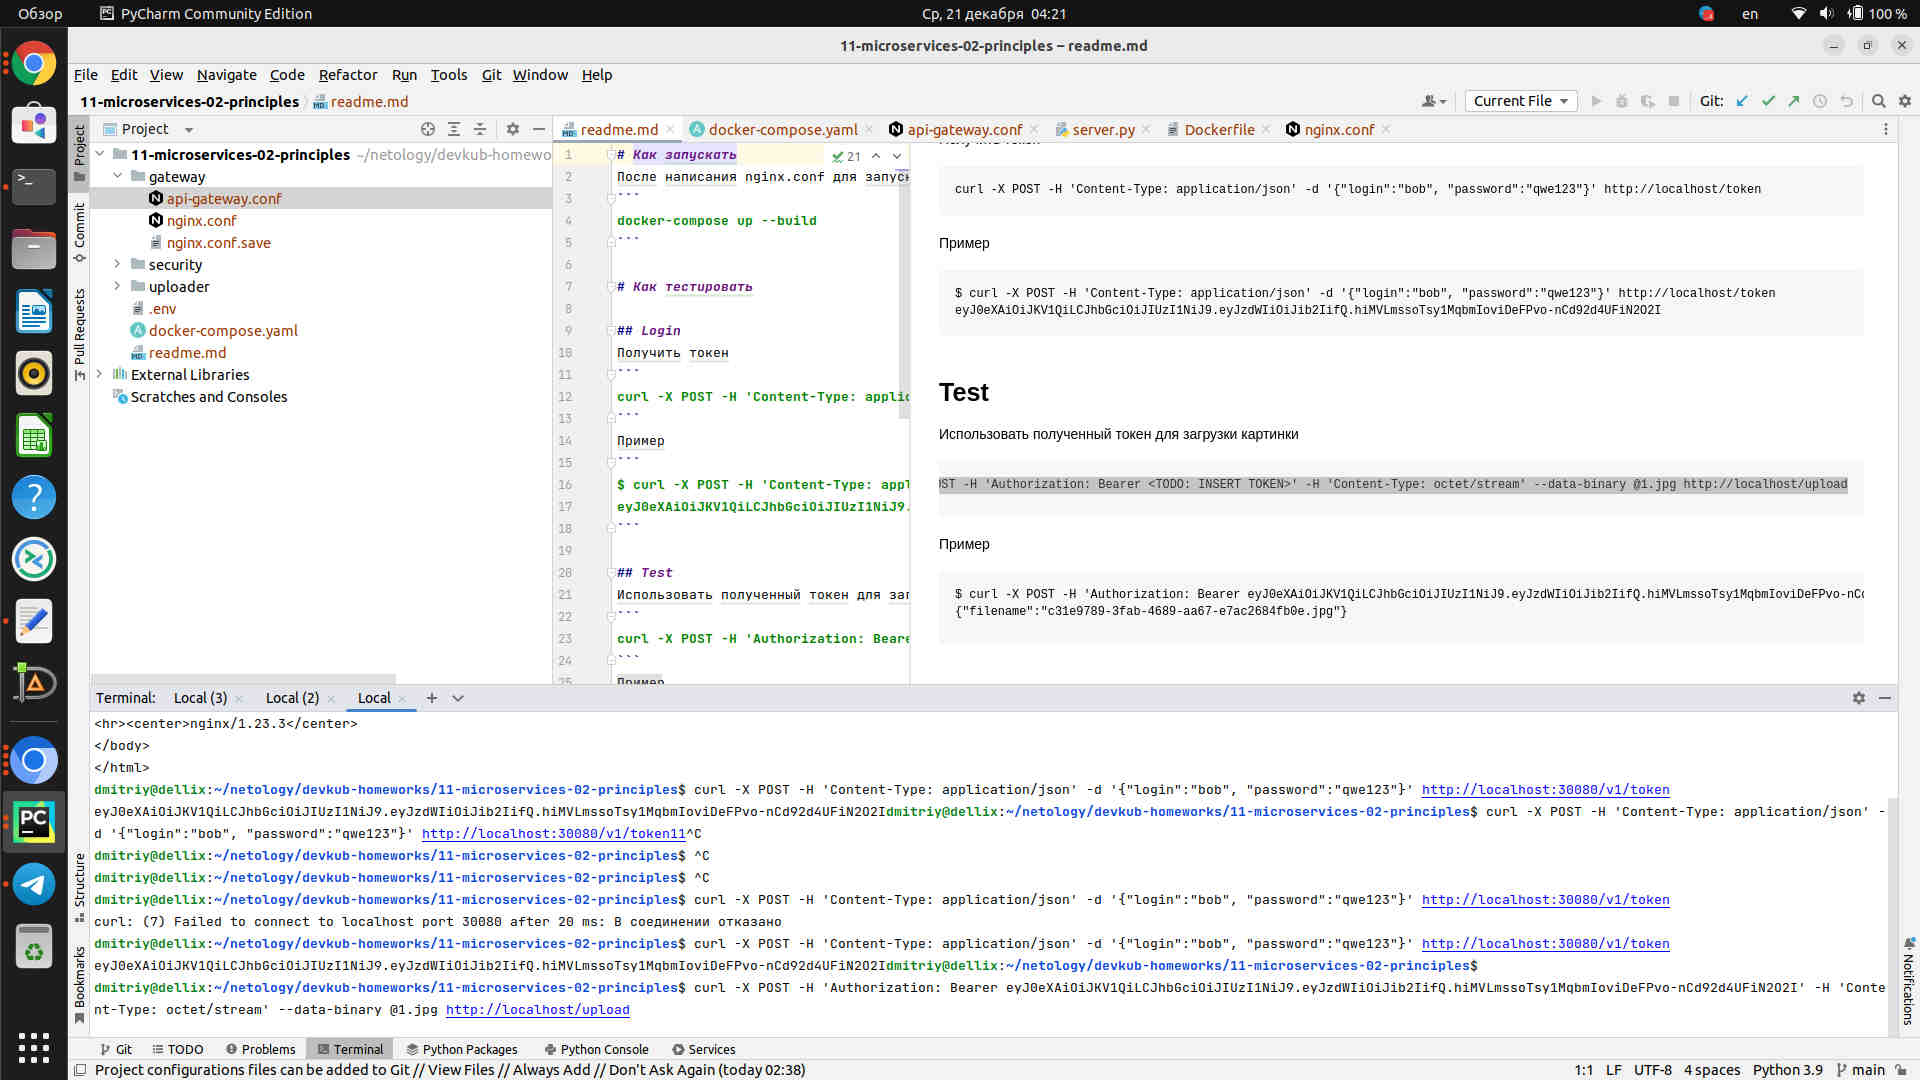 Обзор PyCharm Community Edition Ср, 21 декабря 04:21 en 100 %
11-microservices-02-principles – readme.md
File Edit View Navigate Code Refactor Run Tools Git Window Help
11-microservices-02-principles readme.md Current File Git:
Project readme.md docker-compose.yaml api-gateway.conf server.py Dockerfile nginx.conf
Project
Commit
Pull Requests
Structure
Bookmarks
11-microservices-02-principles ~/netology/devkub-homewo
gateway
api-gateway.conf
nginx.conf
nginx.conf.save
security
uploader
.env
docker-compose.yaml
readme.md
External Libraries
Scratches and Consoles
21
1 # Как запускать
2 После написания nginx.conf для запуск
3 ```
4 docker-compose up --build
5 ```
6
7 # Как тестировать
8
9 ## Login
10 Получить токен
11 ```
12 curl -X POST -H 'Content-Type: applic
13 ```
14 Пример
15 ```
16 $ curl -X POST -H 'Content-Type: appl
17 eyJ0eXAiOiJKV1QiLCJhbGciOiJIUzI1NiJ9.
18 ```
19
20 ## Test
21 Использовать полученный токен для заг
22 ```
23 curl -X POST -H 'Authorization: Beare
24 ```
25 Пример
Получить токен
curl -X POST -H 'Content-Type: application/json' -d '{"login":"bob", "password":"qwe123"}' http://localhost/token
Пример
$ curl -X POST -H 'Content-Type: application/json' -d '{"login":"bob", "password":"qwe123"}' http://localhost/token
eyJ0eXAiOiJKV1QiLCJhbGciOiJIUzI1NiJ9.eyJzdWIiOiJib2IifQ.hiMVLmssoTsy1MqbmIoviDeFPvo-nCd92d4UFiN2O2I
Test
Использовать полученный токен для загрузки картинки
OST -H 'Authorization: Bearer <TODO: INSERT TOKEN>' -H 'Content-Type: octet/stream' --data-binary @1.jpg http://localhost/upload
Пример
$ curl -X POST -H 'Authorization: Bearer eyJ0eXAiOiJKV1QiLCJhbGciOiJIUzI1NiJ9.eyJzdWIiOiJib2IifQ.hiMVLmssoTsy1MqbmIoviDeFPvo-nCd
{"filename":"c31e9789-3fab-4689-aa67-e7ac2684fb0e.jpg"}
Terminal: Local (3) Local (2) Local
<hr><center>nginx/1.23.3</center>
</body>
</html>
dmitriy@dellix:~/netology/devkub-homeworks/11-microservices-02-principles$ curl -X POST -H 'Content-Type: application/json' -d '{"login":"bob", "password":"qwe123"}' http://localhost:30080/v1/token
eyJ0eXAiOiJKV1QiLCJhbGciOiJIUzI1NiJ9.eyJzdWIiOiJib2IifQ.hiMVLmssoTsy1MqbmIoviDeFPvo-nCd92d4UFiN2O2Idmitriy@dellix:~/netology/devkub-homeworks/11-microservices-02-principles$ curl -X POST -H 'Content-Type: application/json' -
d '{"login":"bob", "password":"qwe123"}' http://localhost:30080/v1/token11^C
dmitriy@dellix:~/netology/devkub-homeworks/11-microservices-02-principles$ ^C
dmitriy@dellix:~/netology/devkub-homeworks/11-microservices-02-principles$ ^C
dmitriy@dellix:~/netology/devkub-homeworks/11-microservices-02-principles$ curl -X POST -H 'Content-Type: application/json' -d '{"login":"bob", "password":"qwe123"}' http://localhost:30080/v1/token
curl: (7) Failed to connect to localhost port 30080 after 20 ms: В соединении отказано
dmitriy@dellix:~/netology/devkub-homeworks/11-microservices-02-principles$ curl -X POST -H 'Content-Type: application/json' -d '{"login":"bob", "password":"qwe123"}' http://localhost:30080/v1/token
eyJ0eXAiOiJKV1QiLCJhbGciOiJIUzI1NiJ9.eyJzdWIiOiJib2IifQ.hiMVLmssoTsy1MqbmIoviDeFPvo-nCd92d4UFiN2O2Idmitriy@dellix:~/netology/devkub-homeworks/11-microservices-02-principles$
dmitriy@dellix:~/netology/devkub-homeworks/11-microservices-02-principles$ curl -X POST -H 'Authorization: Bearer eyJ0eXAiOiJKV1QiLCJhbGciOiJIUzI1NiJ9.eyJzdWIiOiJib2IifQ.hiMVLmssoTsy1MqbmIoviDeFPvo-nCd92d4UFiN2O2I' -H 'Conte
nt-Type: octet/stream' --data-binary @1.jpg http://localhost/upload
Notifications
Git TODO Problems Terminal Python Packages Python Console Services
Project configurations files can be added to Git // View Files // Always Add // Don't Ask Again (today 02:38) 1:1 LF UTF-8 4 spaces Python 3.9 main